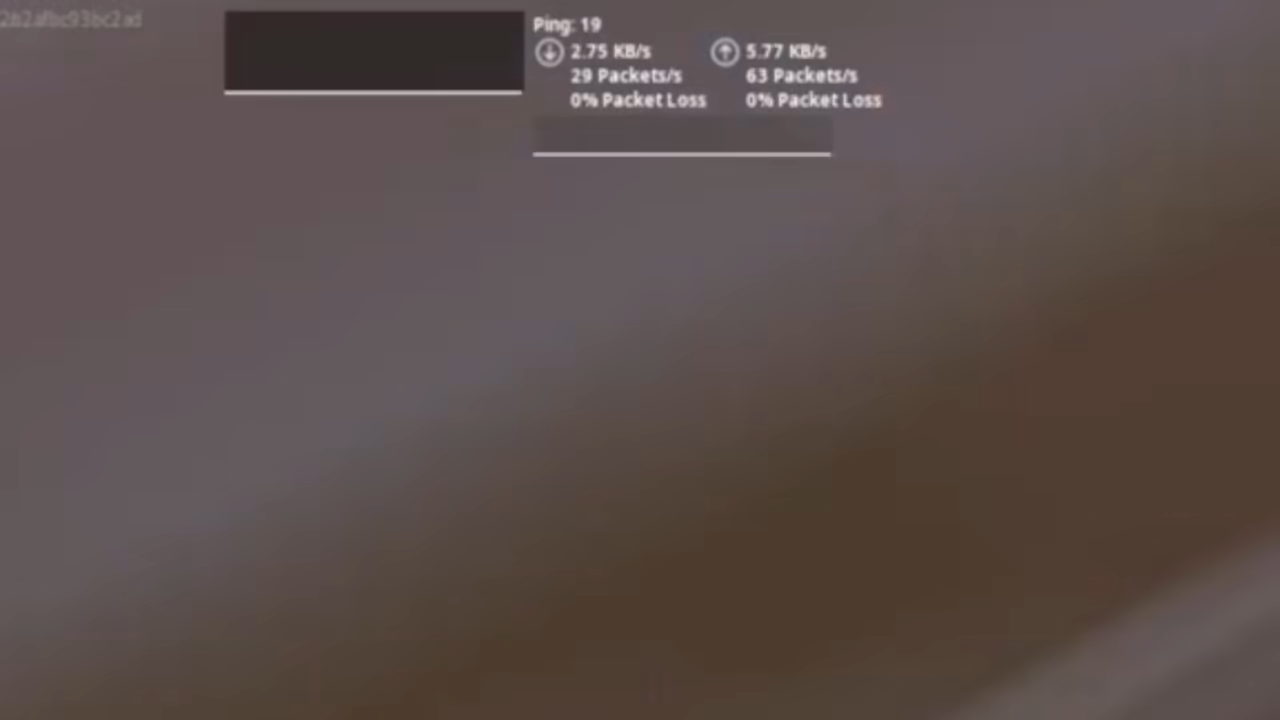 Ping: 19
2.75 KB/s 5.77 KB/s
29 Packets/s 63 Packets/s
0% Packet Loss 0% Packet Loss